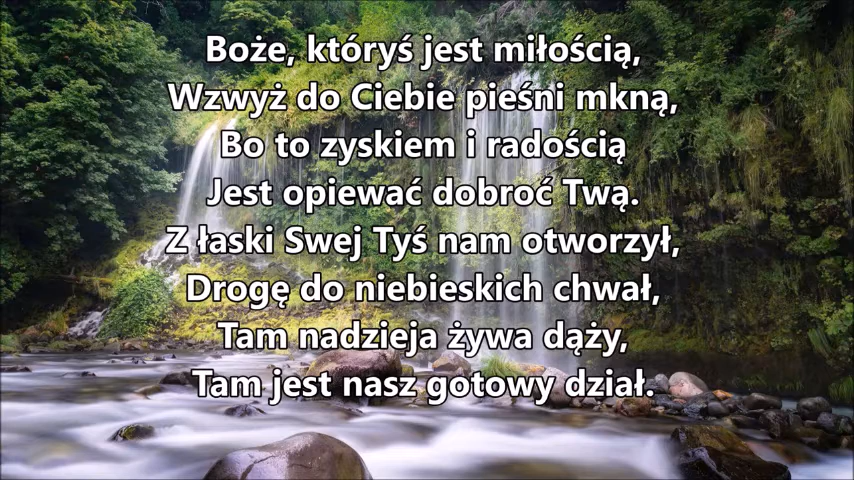 Boże, któryś jest miłością,
Wzwyż do Ciebie pieśni mkną,
Bo to zyskiem i radością
Jest opiewać dobroć Twą.
Z łaski Swej Tyś nam otworzył,
Drogę do niebieskich chwał,
Tam nadzieja żywa dąży,
Tam jest nasz gotowy dział.